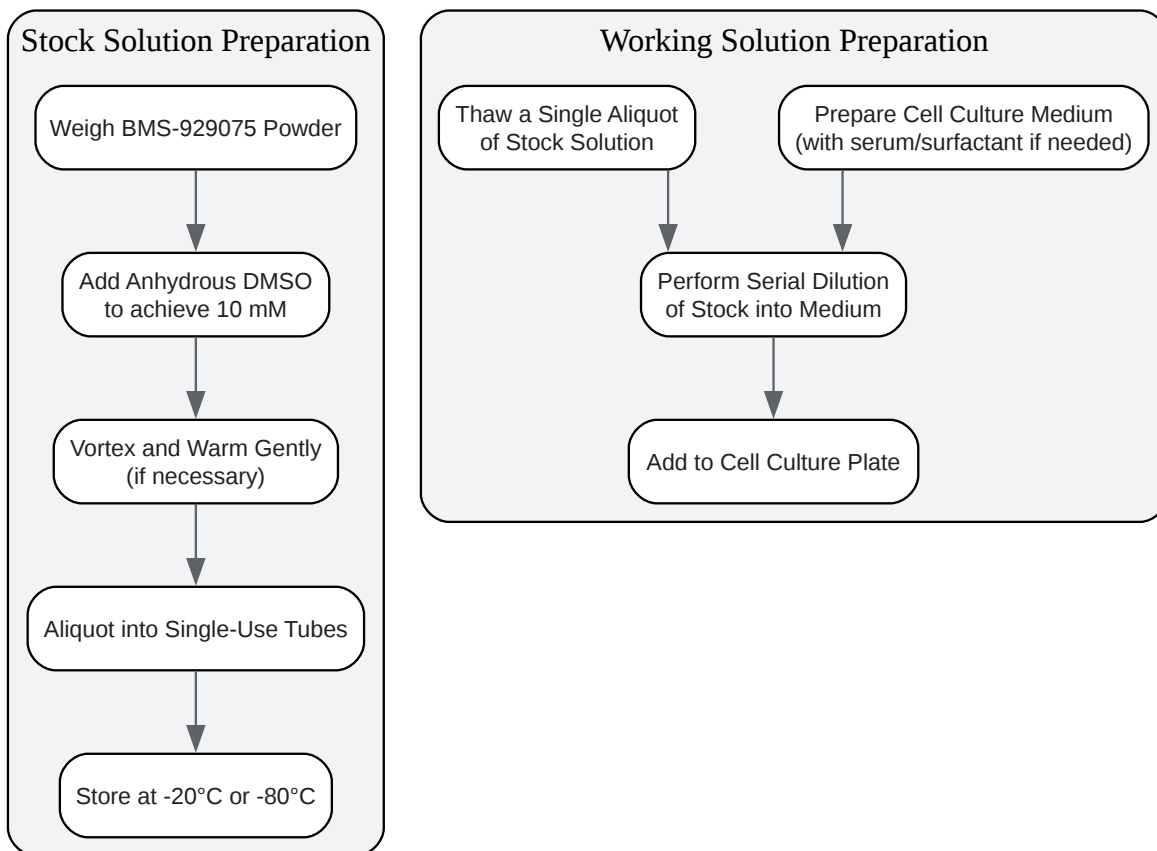 Stock Solution Preparation
Weigh BMS-929075 Powder
Add Anhydrous DMSO
to achieve 10 mM
Vortex and Warm Gently
(if necessary)
Aliquot into Single-Use Tubes
Store at -20°C or -80°C
Working Solution Preparation
Thaw a Single Aliquot
of Stock Solution
Prepare Cell Culture Medium
(with serum/surfactant if needed)
Perform Serial Dilution
of Stock into Medium
Add to Cell Culture Plate